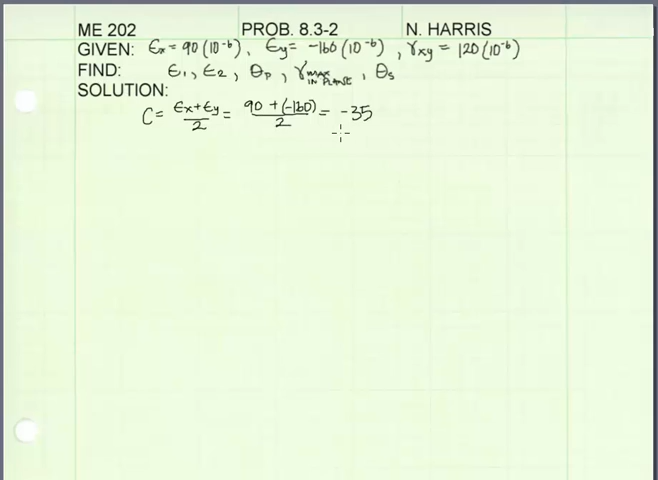 ME 202 PROB. 8.3-2 N. HARRIS
GIVEN: ϵx = 90(10⁻⁶), ϵy = -160(10⁻⁶), γxy = 120(10⁻⁶)
FIND: ϵ1, ϵ2, θp, γ MAX IN PLANE, θs
SOLUTION:
C = (ϵx+ϵy)/2 = (90 + (-160))/2 = -35